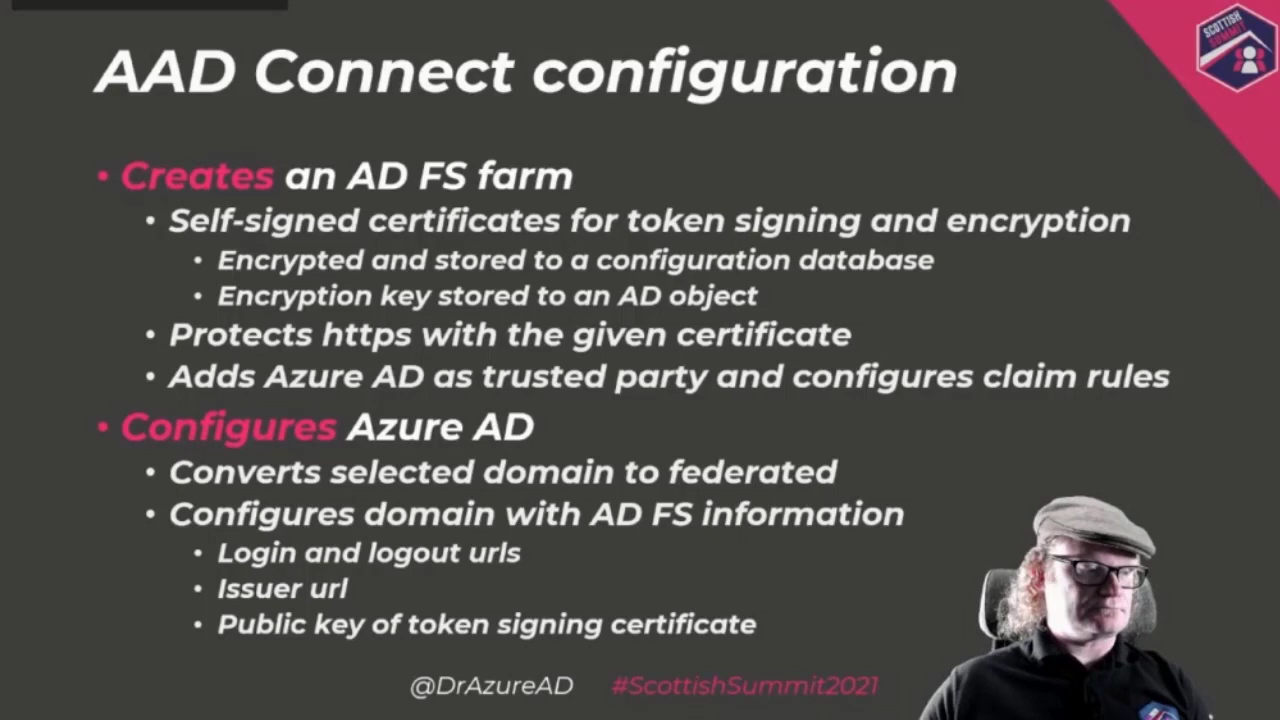 SCOTTISH
SUMMIT
AAD Connect configuration
• Creates an AD FS farm
• Self-signed certificates for token signing and encryption
• Encrypted and stored to a configuration database
• Encryption key stored to an AD object
• Protects https with the given certificate
• Adds Azure AD as trusted party and configures claim rules
• Configures Azure AD
• Converts selected domain to federated
• Configures domain with AD FS information
• Login and logout urls
• Issuer url
• Public key of token signing certificate
@DrAzureAD #ScottishSummit2021